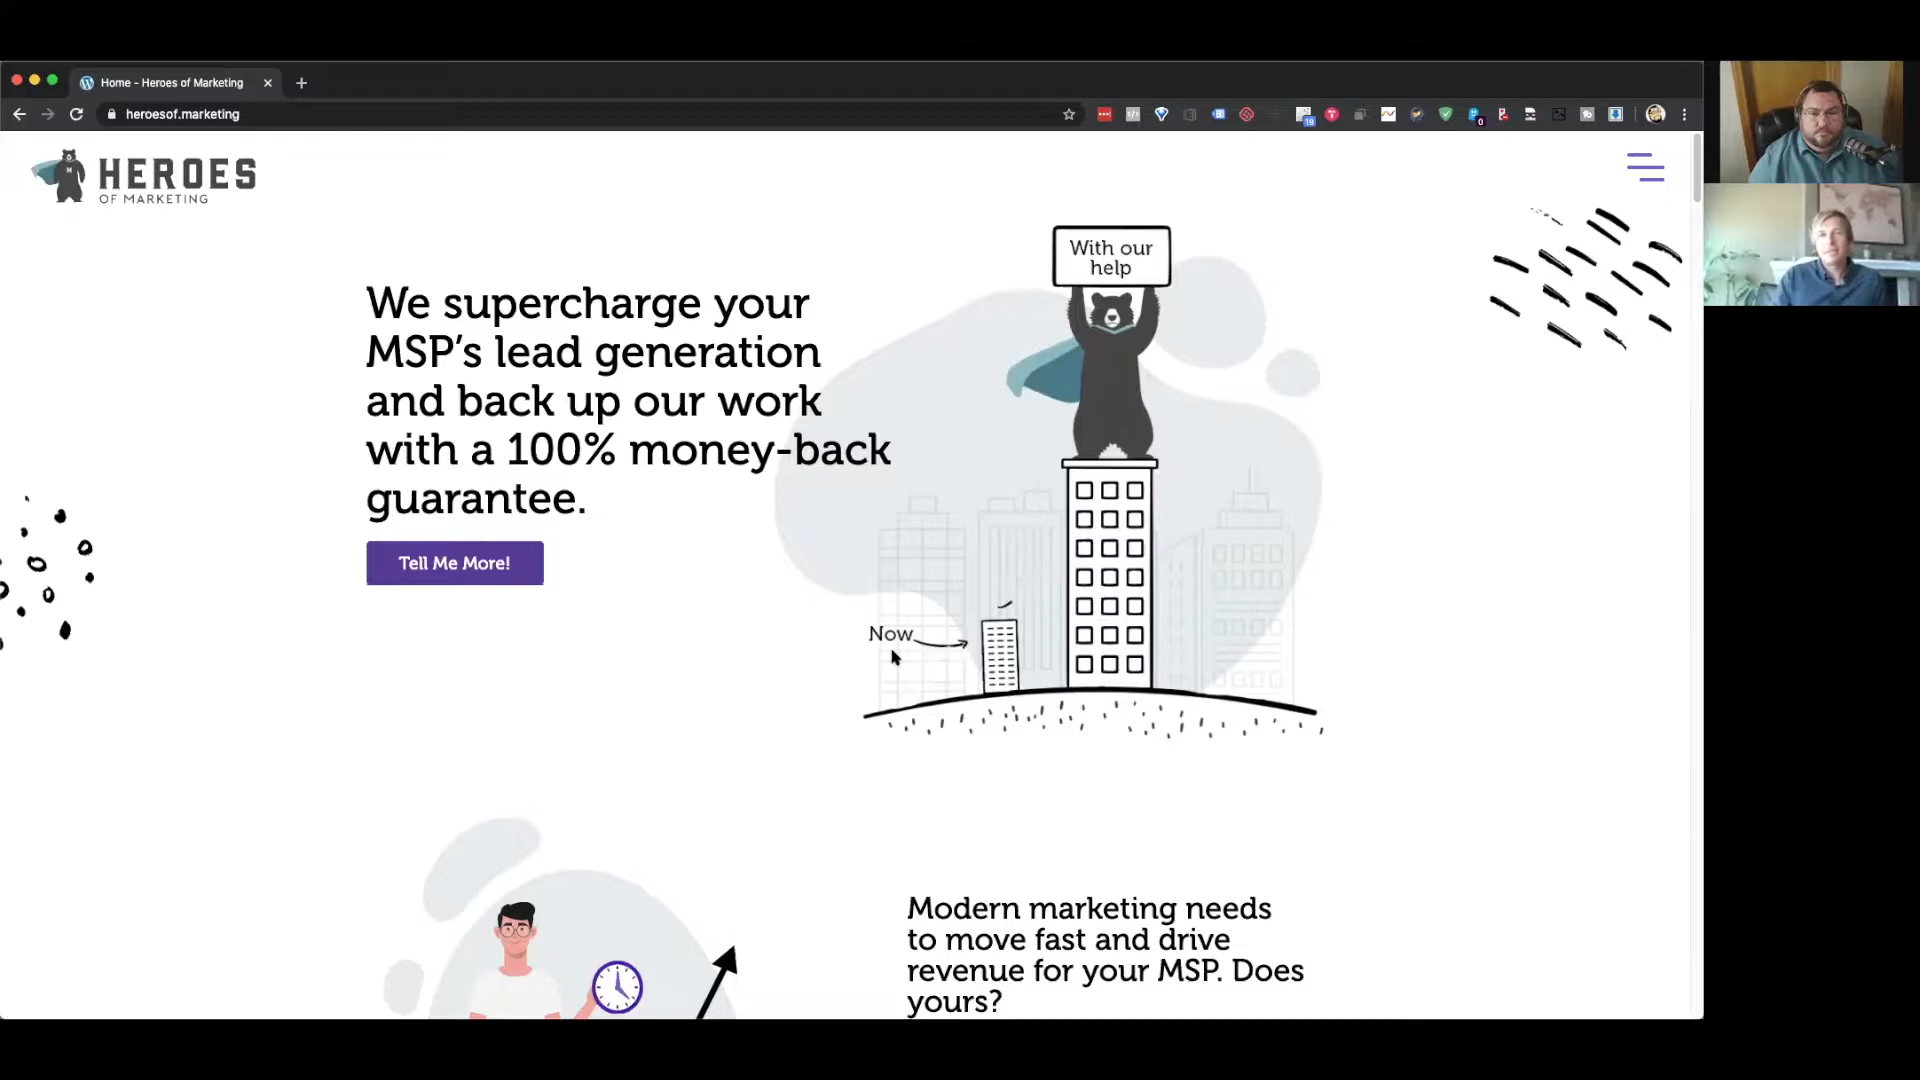 Home - Heroes of Marketing
heroesof.marketing
19
0
M
HEROES
OF MARKETING
With our
help
We supercharge your
MSP’s lead generation
and back up our work
with a 100% money-back
guarantee.
Tell Me More!
Now
Modern marketing needs
to move fast and drive
revenue for your MSP. Does
yours?